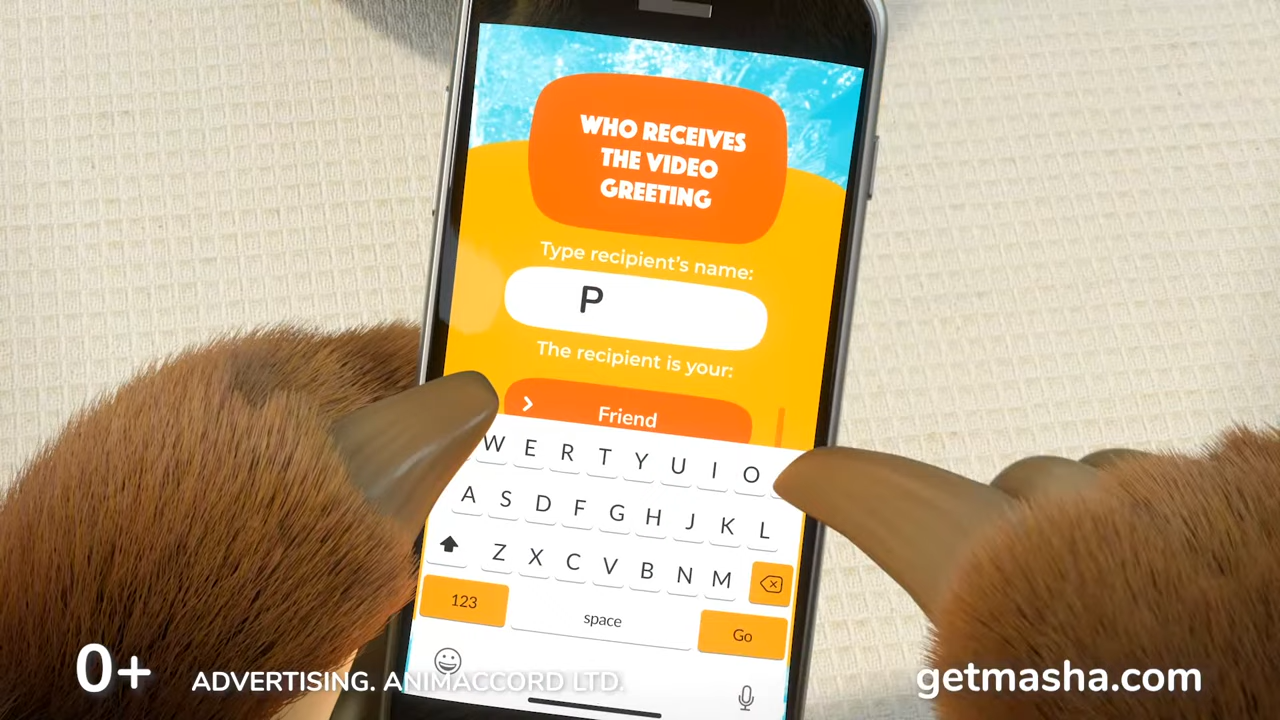 WHO RECEIVES
THE VIDEO
GREETING
Type recipient's name:
P
The recipient is your:
Friend
W E R T Y U I O
A S D F G H J K L
Z X C V B N M
123 space Go
0+ ADVERTISING. ANIMACCORD LTD. getmasha.com